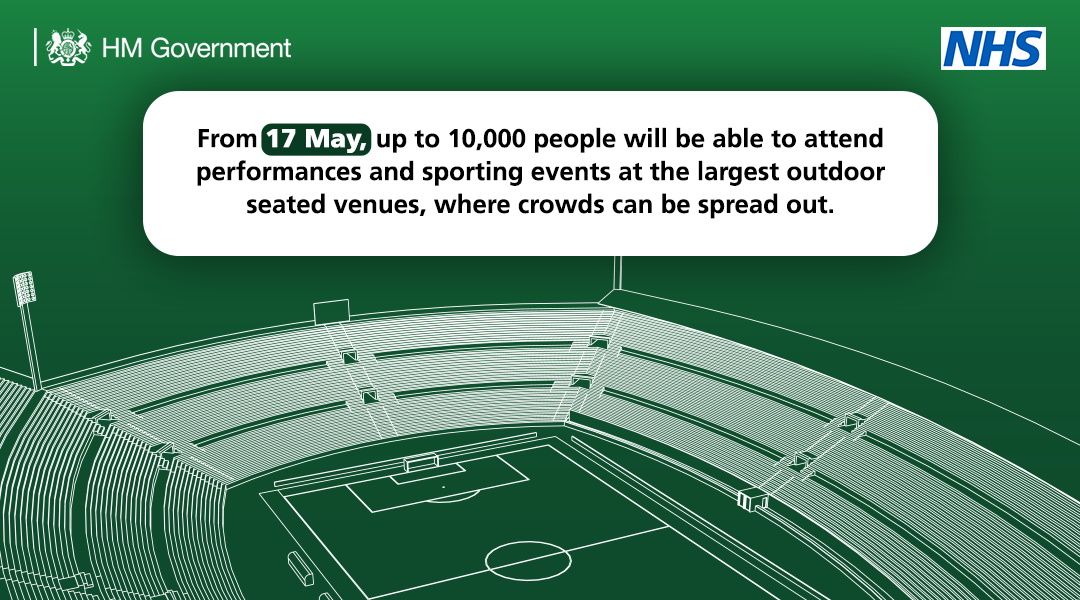 HM Government
NHS
From 17 May, up to 10,000 people will be able to attend
performances and sporting events at the largest outdoor
seated venues, where crowds can be spread out.